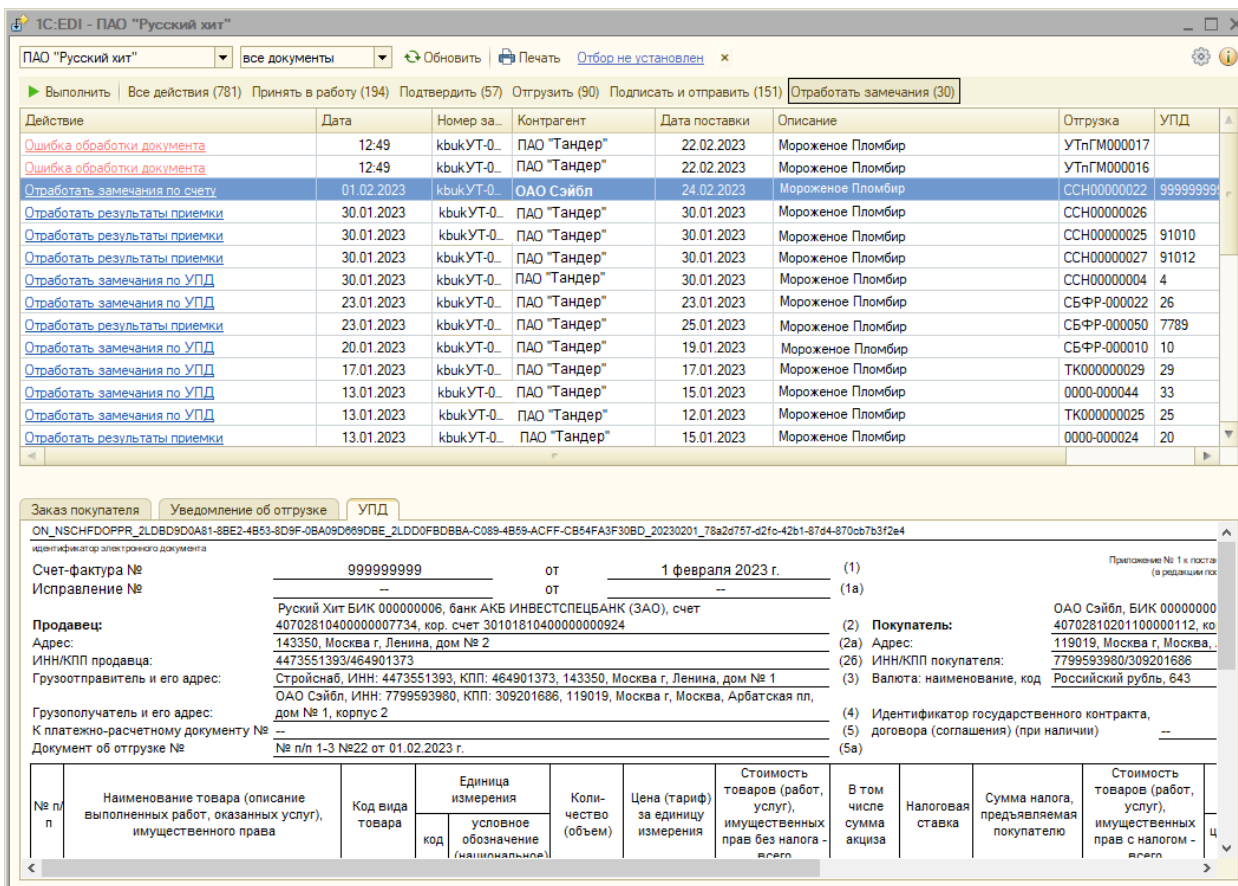 1C:EDI - ПАО "Русский хит"
ПАО "Русский хит" все документы Обновить Печать Отбор не установлен ×
Выполнить Все действия (781) Принять в работу (194) Подтвердить (57) Отгрузить (90) Подписать и отправить (151) Отработать замечания (30)
Действие Дата Номер за... Контрагент Дата поставки Описание Отгрузка УПД
Ошибка обработки документа 12:49 kbukУТ-0... ПАО "Тандер" 22.02.2023 Мороженое Пломбир УТпГМ000017
Ошибка обработки документа 12:49 kbukУТ-0... ПАО "Тандер" 22.02.2023 Мороженое Пломбир УТпГМ000016
Отработать замечания по счету 01.02.2023 kbukУТ-0... ОАО Сэйбл 24.02.2023 Мороженое Пломбир ССН00000022 99999999
Отработать результаты приемки 30.01.2023 kbukУТ-0... ПАО "Тандер" 30.01.2023 Мороженое Пломбир ССН00000026
Отработать результаты приемки 30.01.2023 kbukУТ-0... ПАО "Тандер" 30.01.2023 Мороженое Пломбир ССН00000025 91010
Отработать результаты приемки 30.01.2023 kbukУТ-0... ПАО "Тандер" 30.01.2023 Мороженое Пломбир ССН00000027 91012
Отработать замечания по УПД 30.01.2023 kbukУТ-0... ПАО "Тандер" 30.01.2023 Мороженое Пломбир ССН00000004 4
Отработать замечания по УПД 23.01.2023 kbukУТ-0... ПАО "Тандер" 23.01.2023 Мороженое Пломбир СБФР-000022 26
Отработать результаты приемки 23.01.2023 kbukУТ-0... ПАО "Тандер" 25.01.2023 Мороженое Пломбир СБФР-000050 7789
Отработать замечания по УПД 20.01.2023 kbukУТ-0... ПАО "Тандер" 19.01.2023 Мороженое Пломбир СБФР-000010 10
Отработать замечания по УПД 17.01.2023 kbukУТ-0... ПАО "Тандер" 17.01.2023 Мороженое Пломбир ТК000000029 29
Отработать замечания по УПД 13.01.2023 kbukУТ-0... ПАО "Тандер" 15.01.2023 Мороженое Пломбир 0000-000044 33
Отработать замечания по УПД 13.01.2023 kbukУТ-0... ПАО "Тандер" 12.01.2023 Мороженое Пломбир ТК000000025 25
Отработать результаты приемки 13.01.2023 kbukУТ-0... ПАО "Тандер" 15.01.2023 Мороженое Пломбир 0000-000024 20
Заказ покупателя Уведомление об отгрузке УПД
ON_NSCHFDOPPR_2LDBD9D0A81-8BE2-4B53-8D9F-0BA09D669DBE_2LDD0FBDBBA-C089-4B59-ACFF-CB54FA3F30BD_20230201_78a2d757-d2fc-42b1-87d4-870cb7b3f2e4
идентификатор электронного документа
Приложение № 1 к поста
(в редакции пос
Счет-фактура № 999999999 от 1 февраля 2023 г. (1)
Исправление № -- от -- (1а)
Руский Хит БИК 000000006, банк АКБ ИНВЕСТСПЕЦБАНК (ЗАО), счет ОАО Сэйбл, БИК 00000000
Продавец: 40702810400000007734, кор. счет 30101810400000000924 (2) Покупатель: 40702810201100000112, ко
Адрес: 143350, Москва г, Ленина, дом № 2 (2а) Адрес: 119019, Москва г, Москва,
ИНН/КПП продавца: 4473551393/464901373 (2б) ИНН/КПП покупателя: 7799593980/309201686
Грузоотправитель и его адрес: Стройснаб, ИНН: 4473551393, КПП: 464901373, 143350, Москва г, Ленина, дом № 1 (3) Валюта: наименование, код Российский рубль, 643
ОАО Сэйбл, ИНН: 7799593980, КПП: 309201686, 119019, Москва г, Москва, Арбатская пл,
Грузополучатель и его адрес: дом № 1, корпус 2 (4) Идентификатор государственного контракта,
К платежно-расчетному документу № -- (5) договора (соглашения) (при наличии) --
Документ об отгрузке № № п/п 1-3 №22 от 01.02.2023 г. (5а)
№ п/
п
Наименование товара (описание
выполненных работ, оказанных услуг),
имущественного права
Код вида
товара
Единица
измерения
код
условное
обозначение
(национальное)
Коли-
чество
(объем)
Цена (тариф)
за единицу
измерения
Стоимость
товаров (работ,
услуг),
имущественных
прав без налога -
всего
В том
числе
сумма
акциза
Налоговая
ставка
Сумма налога,
предъявляемая
покупателю
Стоимость
товаров (работ,
услуг),
имущественных
прав с налогом -
всего
ц